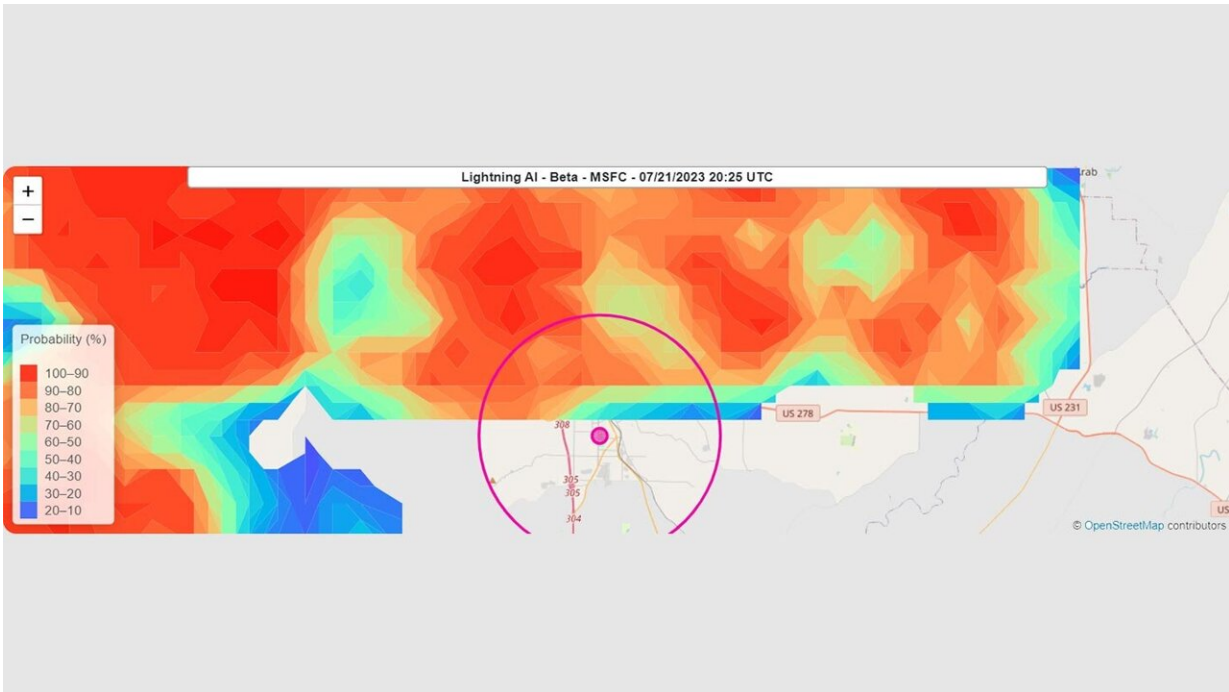 Lightning AI - Beta - MSFC - 07/21/2023 20:25 UTC
+
−
rab
Probability (%)
100–90
90–80
80–70
70–60
60–50
50–40
40–30
30–20
20–10
US 231
US 278
308
305
305
304
US
© OpenStreetMap contributors